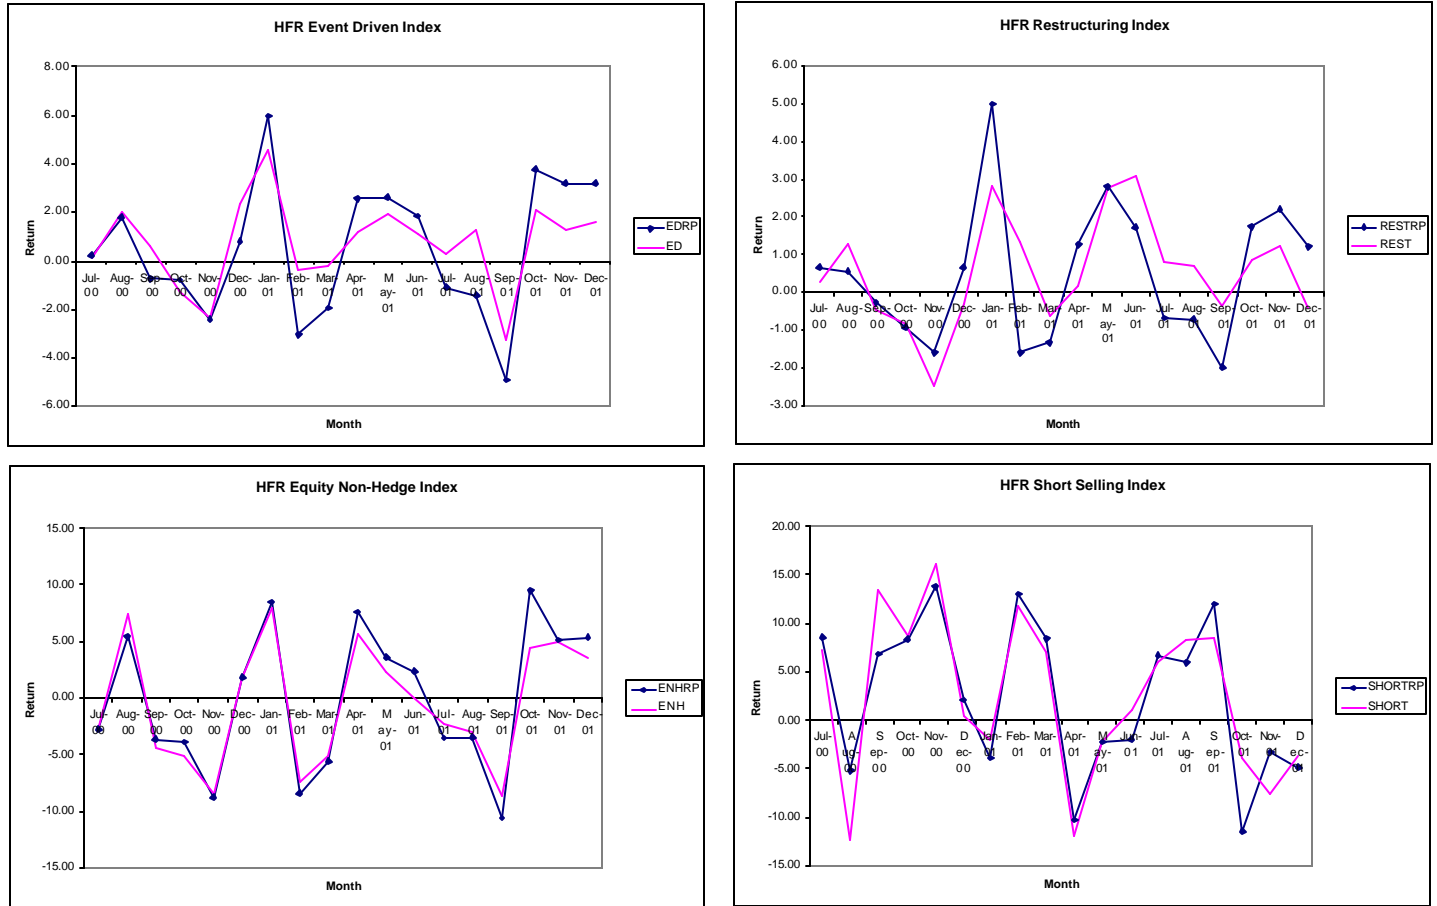 HFR Event Driven Index
8.00
6.00
4.00
2.00
0.00
-2.00
-4.00
-6.00
Return
Jul- Aug- Sep- Oct- Nov- Dec- Jan- Feb- Mar- Apr- M Jun- Jul- Aug- Sep- Oct- Nov- Dec-
00 00 00 00 00 00 01 01 01 01 ay- 01 01 01 01 01 01 01
01
Month
EDRP
ED
HFR Restructuring Index
6.00
5.00
4.00
3.00
2.00
1.00
0.00
-1.00
-2.00
-3.00
Return
Jul- Aug- Sep- Oct- Nov- Dec- Jan- Feb- Mar- Apr- M Jun- Jul- Aug- Sep- Oct- Nov- Dec-
00 00 00 00 00 00 01 01 01 01 ay- 01 01 01 01 01 01 01
01
Month
RESTRP
REST
HFR Equity Non-Hedge Index
15.00
10.00
5.00
0.00
-5.00
-10.00
-15.00
Return
Jul- Aug- Sep- Oct- Nov- Dec- Jan- Feb- Mar- Apr- M Jun- Jul- Aug- Sep- Oct- Nov- Dec-
00 00 00 00 00 00 01 01 01 01 ay- 01 01 01 01 01 01 01
01
Month
ENHRP
ENH
HFR Short Selling Index
20.00
15.00
10.00
5.00
0.00
-5.00
-10.00
-15.00
Return
Jul- A S Oct- Nov- D Jan- Feb- Mar- Apr- M Jun- Jul- A S Oct- Nov- D
00 ug- ep- 00 00 ec- 01 01 01 01 ay- 01 01 ug- ep- 01 01 ec-
00 00 00 01 01 01 01
Month
SHORTRP
SHORT